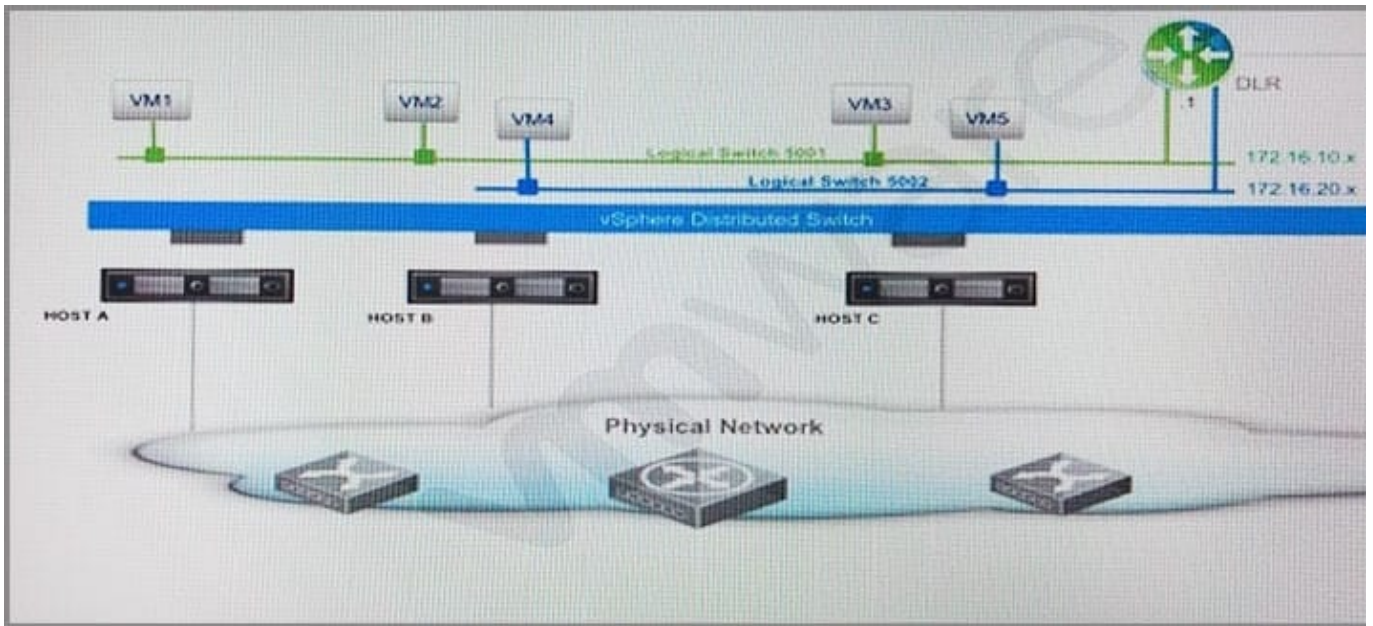 DLR
.1
VM1
VM2
VM4
VM3
VM5
Logical Switch 5001
172.16.10.x
Logical Switch 5002
172.16.20.x
vSphere Distributed Switch
HOST A
HOST B
HOST C
Physical Network
vmware